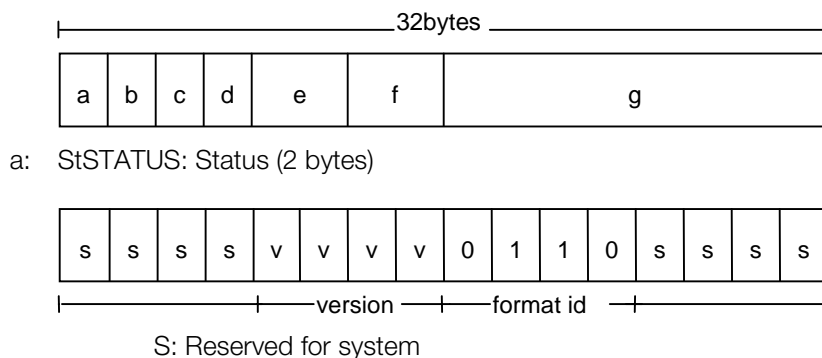 32bytes
a b c d e f g
a: StSTATUS: Status (2 bytes)
s s s s v v v v 0 1 1 0 s s s s
version format id
S: Reserved for system